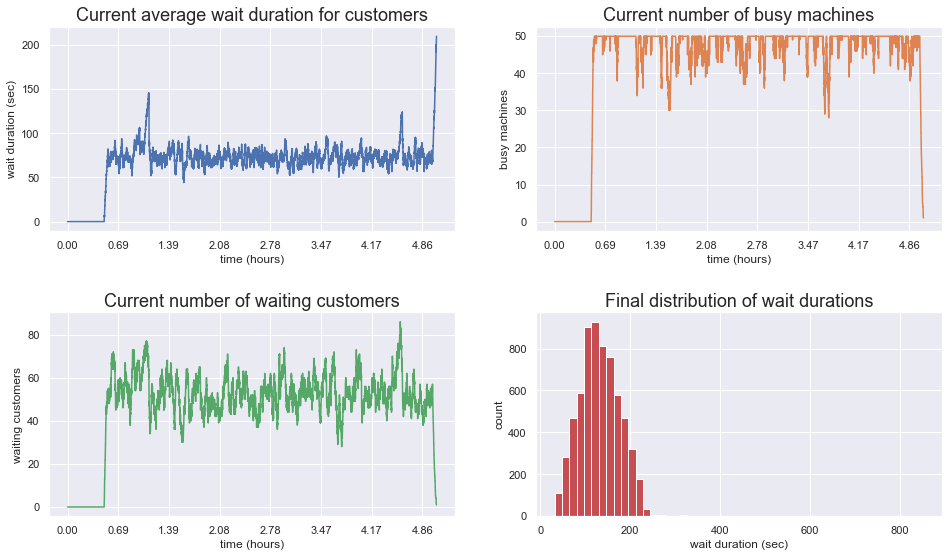 Current average wait duration for customers
200
150
100
50
0
wait duration (sec)
0.00 0.69 1.39 2.08 2.78 3.47 4.17 4.86
time (hours)
Current number of busy machines
50
40
30
20
10
0
busy machines
0.00 0.69 1.39 2.08 2.78 3.47 4.17 4.86
time (hours)
Current number of waiting customers
80
60
40
20
0
waiting customers
0.00 0.69 1.39 2.08 2.78 3.47 4.17 4.86
time (hours)
Final distribution of wait durations
800
600
400
200
0
count
0 200 400 600 800
wait duration (sec)